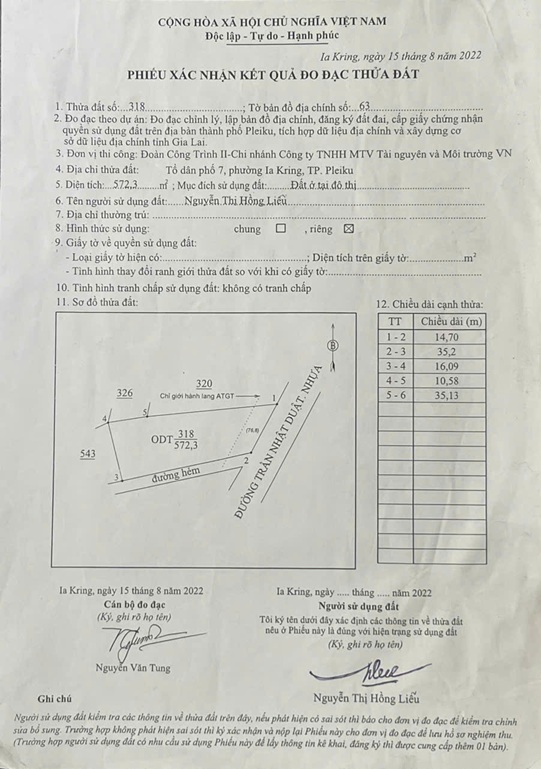 CỘNG HÒA XÃ HỘI CHỦ NGHĨA VIỆT NAM
Độc lập - Tự do - Hạnh phúc
Ia Kring, ngày 15 tháng 8 năm 2022
PHIẾU XÁC NHẬN KẾT QUẢ ĐO ĐẠC THỬA ĐẤT
1. Thửa đất số:...318...; Tờ bản đồ địa chính số:...63...
2. Đo đạc theo dự án: Đo đạc chỉnh lý, lập bản đồ địa chính, đăng ký đất đai, cấp giấy chứng nhận
quyền sử dụng đất trên địa bàn thành phố Pleiku, tích hợp dữ liệu địa chính và xây dựng cơ
sở dữ liệu địa chính tỉnh Gia Lai.
3. Đơn vị thi công: Đoàn Công Trình II-Chi nhánh Công ty TNHH MTV Tài nguyên và Môi trường VN
4. Địa chỉ thửa đất: Tổ dân phố 7, phường Ia Kring, TP. Pleiku
5. Diện tích:...572,3...m²; Mục đích sử dụng đất:...Đất ở tại đô thị...
6. Tên người sử dụng đất:...Nguyễn Thị Hồng Liễu...
7. Địa chỉ thường trú:...
8. Hình thức sử dụng: chung ☐ , riêng ☒
9. Giấy tờ về quyền sử dụng đất:
- Loại giấy tờ hiện có:...; Diện tích trên giấy tờ:...m²
- Tình hình thay đổi ranh giới thửa đất so với khi có giấy tờ:...
10. Tình hình tranh chấp sử dụng đất: không có tranh chấp
11. Sơ đồ thửa đất:
12. Chiều dài cạnh thửa:
TT Chiều dài (m)
1 - 2 14,70
2 - 3 35,2
3 - 4 16,09
4 - 5 10,58
5 - 6 35,13
B
320
326
Chỉ giới hành lang ATGT
1
5
4
ODT 318
572,3
(76,8)
543
2
3
đường hẻm
ĐƯỜNG TRẦN NHẬT DUẬT. NHỰA
Ia Kring, ngày 15 tháng 8 năm 2022
Cán bộ đo đạc
(Ký, ghi rõ họ tên)
Nguyễn Văn Tung
Ia Kring, ngày ..... tháng ..... năm 2022
Người sử dụng đất
Tôi ký tên dưới đây xác định các thông tin về thửa đất
nêu ở Phiếu này là đúng với hiện trạng sử dụng đất
(Ký, ghi rõ họ tên)
Nguyễn Thị Hồng Liễu
Ghi chú
Người sử dụng đất kiểm tra các thông tin về thửa đất trên đây, nếu phát hiện có sai sót thì báo cho đơn vị đo đạc để kiểm tra chỉnh
sửa bổ sung. Trường hợp không phát hiện sai sót thì ký xác nhận và nộp lại Phiếu này cho đơn vị đo đạc để lưu hồ sơ nghiệm thu.
(Trường hợp người sử dụng đất có nhu cầu sử dụng Phiếu này để lấy thông tin kê khai, đăng ký thì được cung cấp thêm 01 bản).